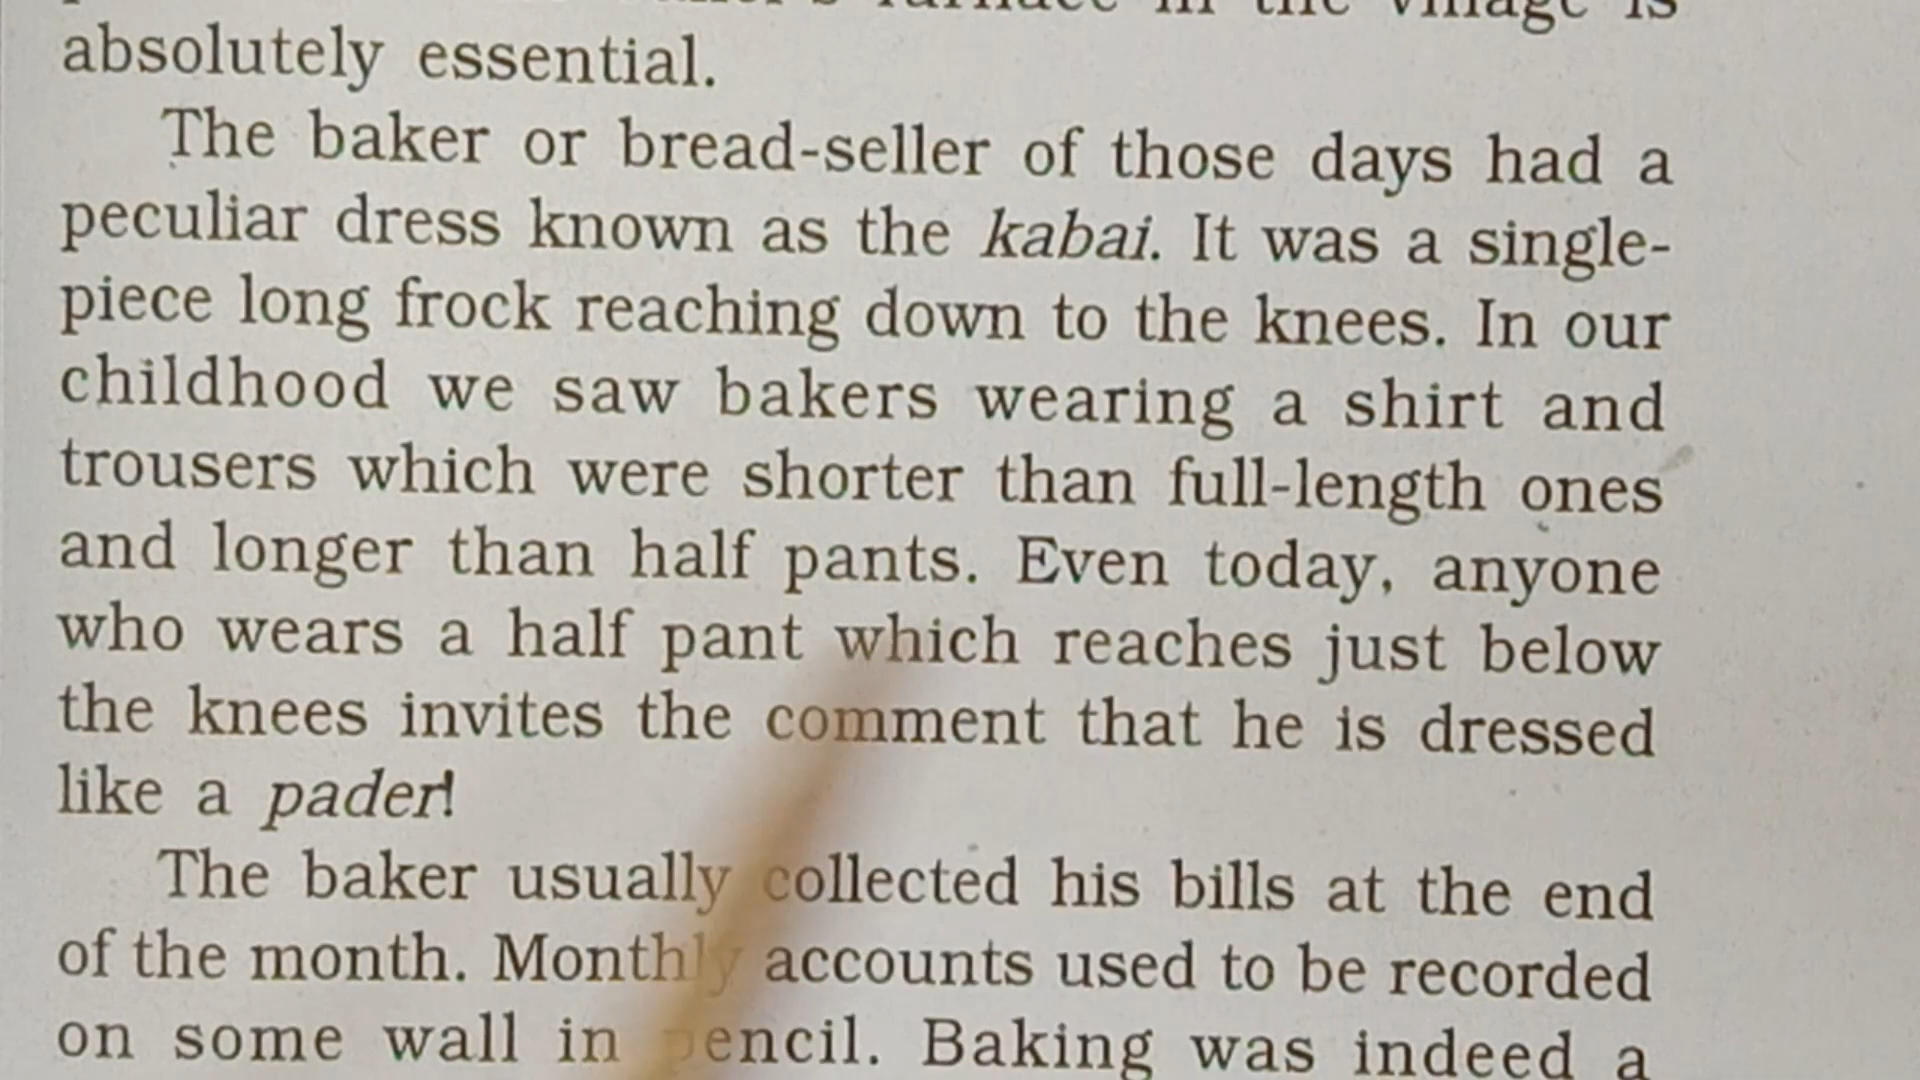 furnace in the village is
absolutely essential.
The baker or bread-seller of those days had a
peculiar dress known as the kabai. It was a single-
piece long frock reaching down to the knees. In our
childhood we saw bakers wearing a shirt and
trousers which were shorter than full-length ones
and longer than half pants. Even today, anyone
who wears a half pant which reaches just below
the knees invites the comment that he is dressed
like a pader!
The baker usually collected his bills at the end
of the month. Monthly accounts used to be recorded
on some wall in pencil. Baking was indeed a